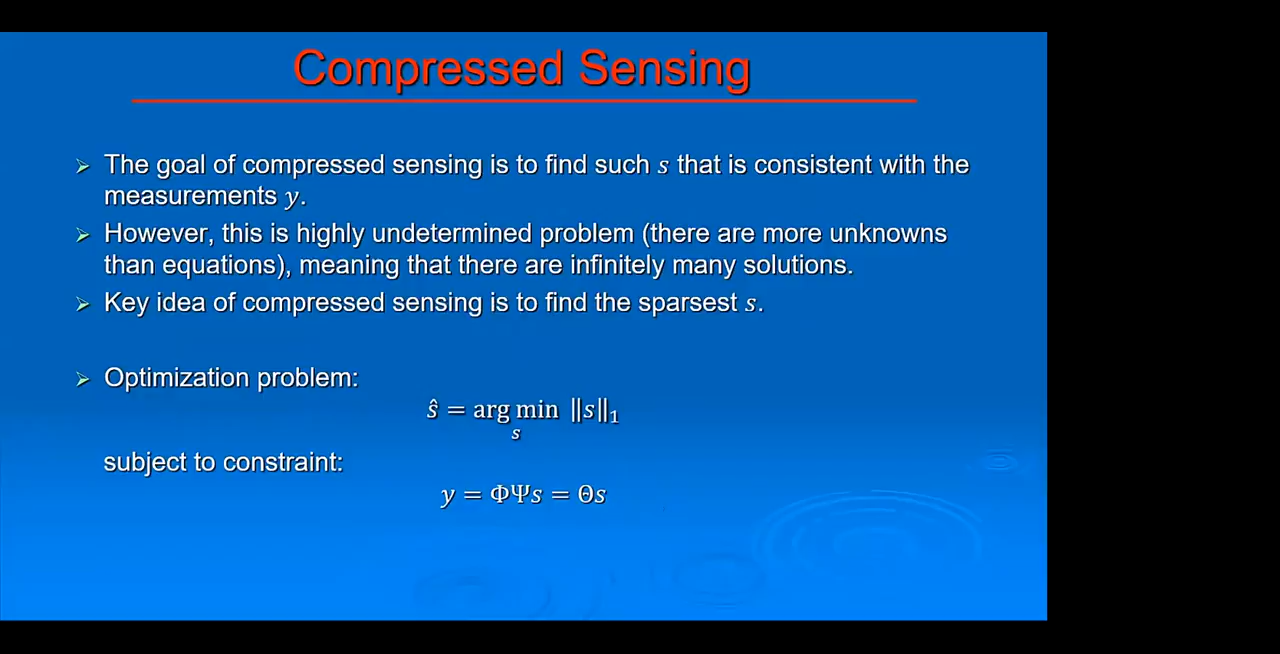 Compressed Sensing
➢ The goal of compressed sensing is to find such s that is consistent with the
measurements y.
➢ However, this is highly undetermined problem (there are more unknowns
than equations), meaning that there are infinitely many solutions.
➢ Key idea of compressed sensing is to find the sparsest s.
➢ Optimization problem:
ŝ = arg min ‖s‖₁
s
subject to constraint:
y = ΦΨs = Θs